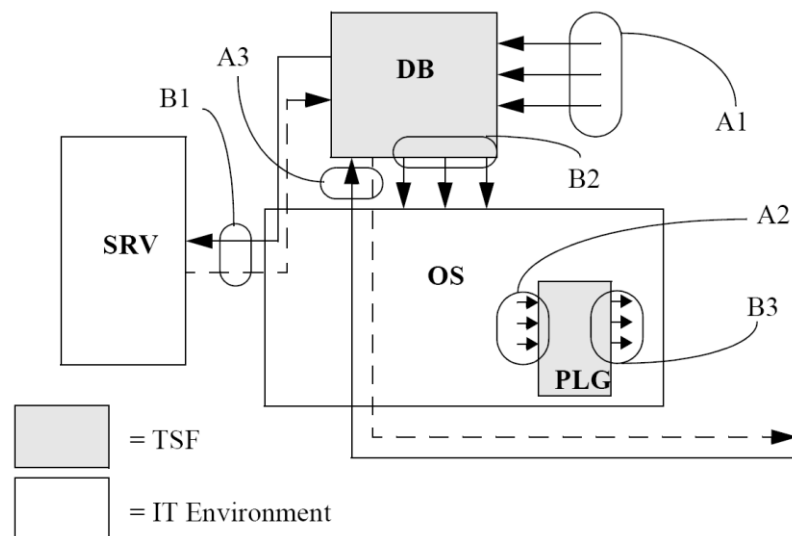 DB
A3
B1
A1
B2
SRV
A2
OS
B3
PLG
= TSF
= IT Environment